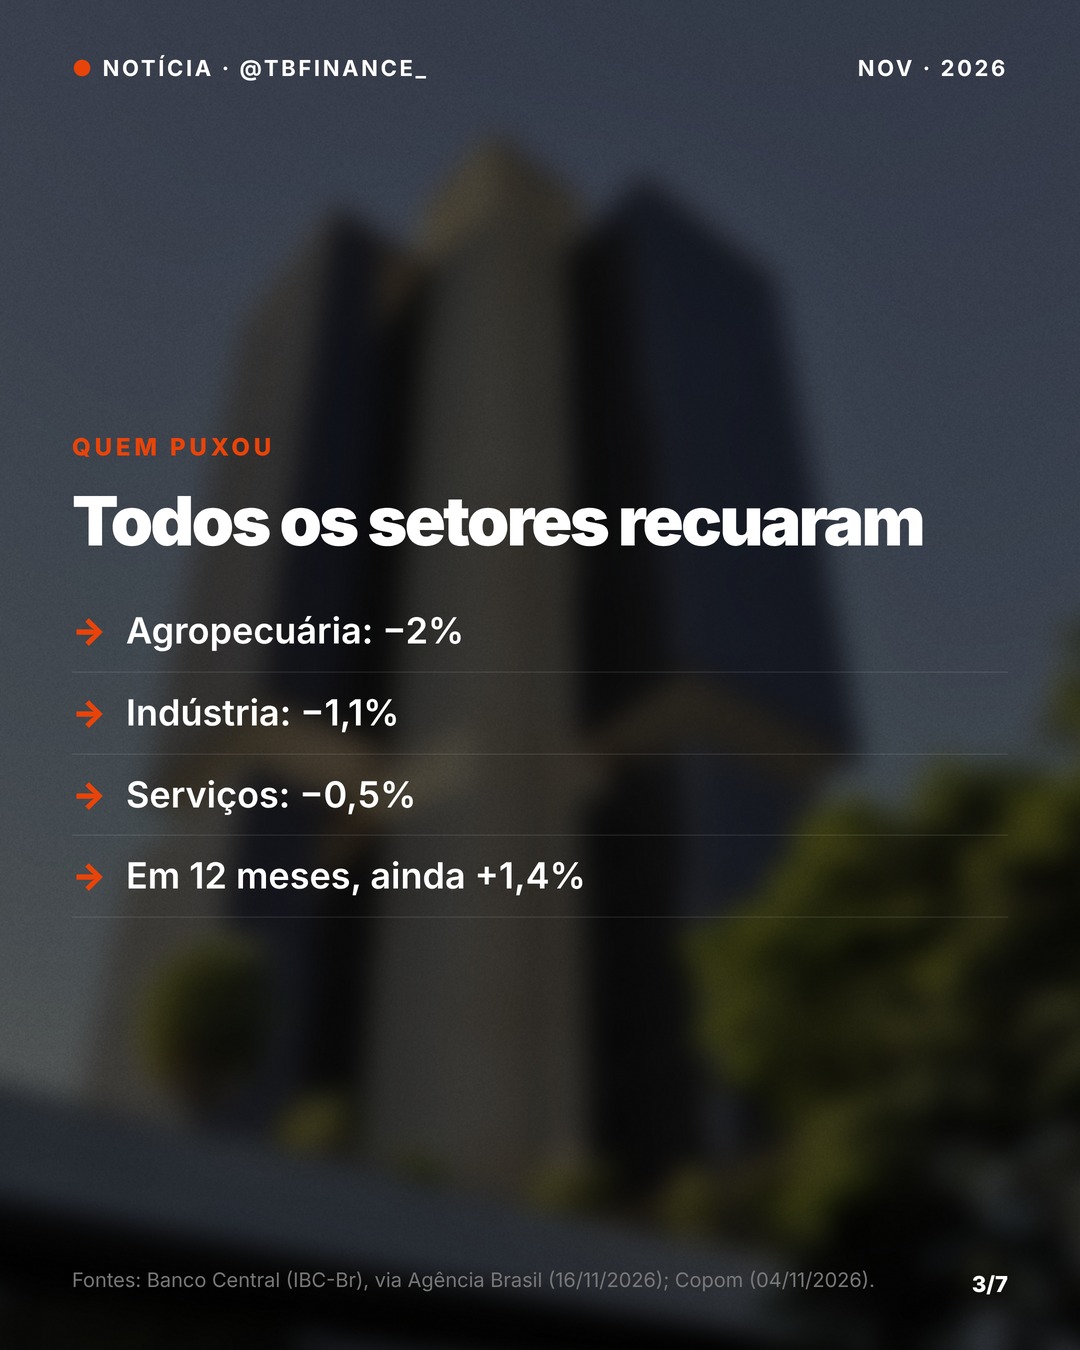 NOTÍCIA · @TBFINANCE_
NOV · 2026
QUEM PUXOU
Todos os setores recuaram
→ Agropecuária: −2%
→ Indústria: −1,1%
→ Serviços: −0,5%
→ Em 12 meses, ainda +1,4%
Fontes: Banco Central (IBC-Br), via Agência Brasil (16/11/2026); Copom (04/11/2026).
3/7